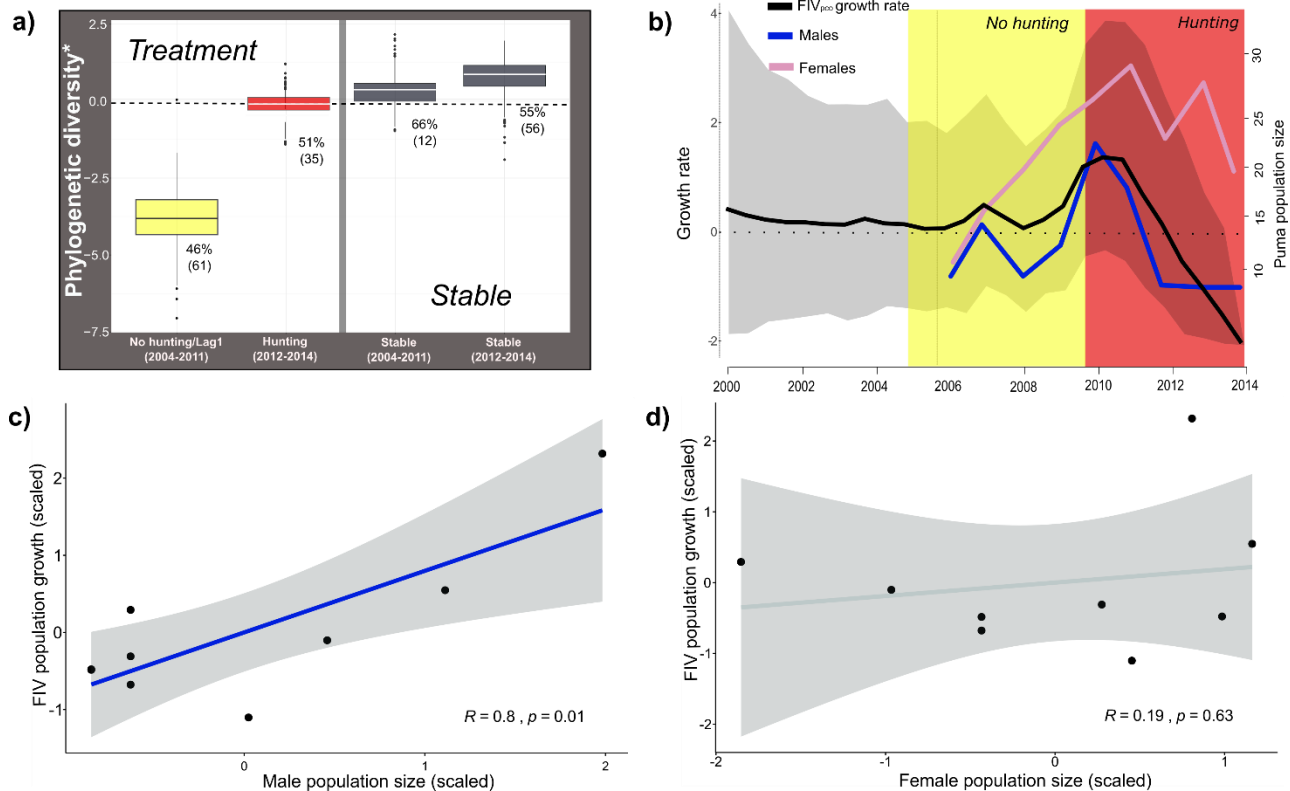 a)
Phylogenetic diversity*
2.5
0.0
−2.5
−5.0
−7.5
Treatment
Stable
46%
(61)
51%
(35)
66%
(12)
55%
(56)
No hunting/Lag1
(2004-2011)
Hunting
(2012-2014)
Stable
(2004-2011)
Stable
(2012-2014)
b)
FIVpco growth rate
Males
Females
No hunting
Hunting
Growth rate
4
2
0
-2
Puma population size
30
25
20
15
10
2000
2002
2004
2006
2008
2010
2012
2014
c)
FIV population growth (scaled)
2
1
0
-1
R = 0.8 , p = 0.01
0
1
2
Male population size (scaled)
d)
FIV population growth (scaled)
2
1
0
-1
-2
R = 0.19 , p = 0.63
-2
-1
0
1
Female population size (scaled)